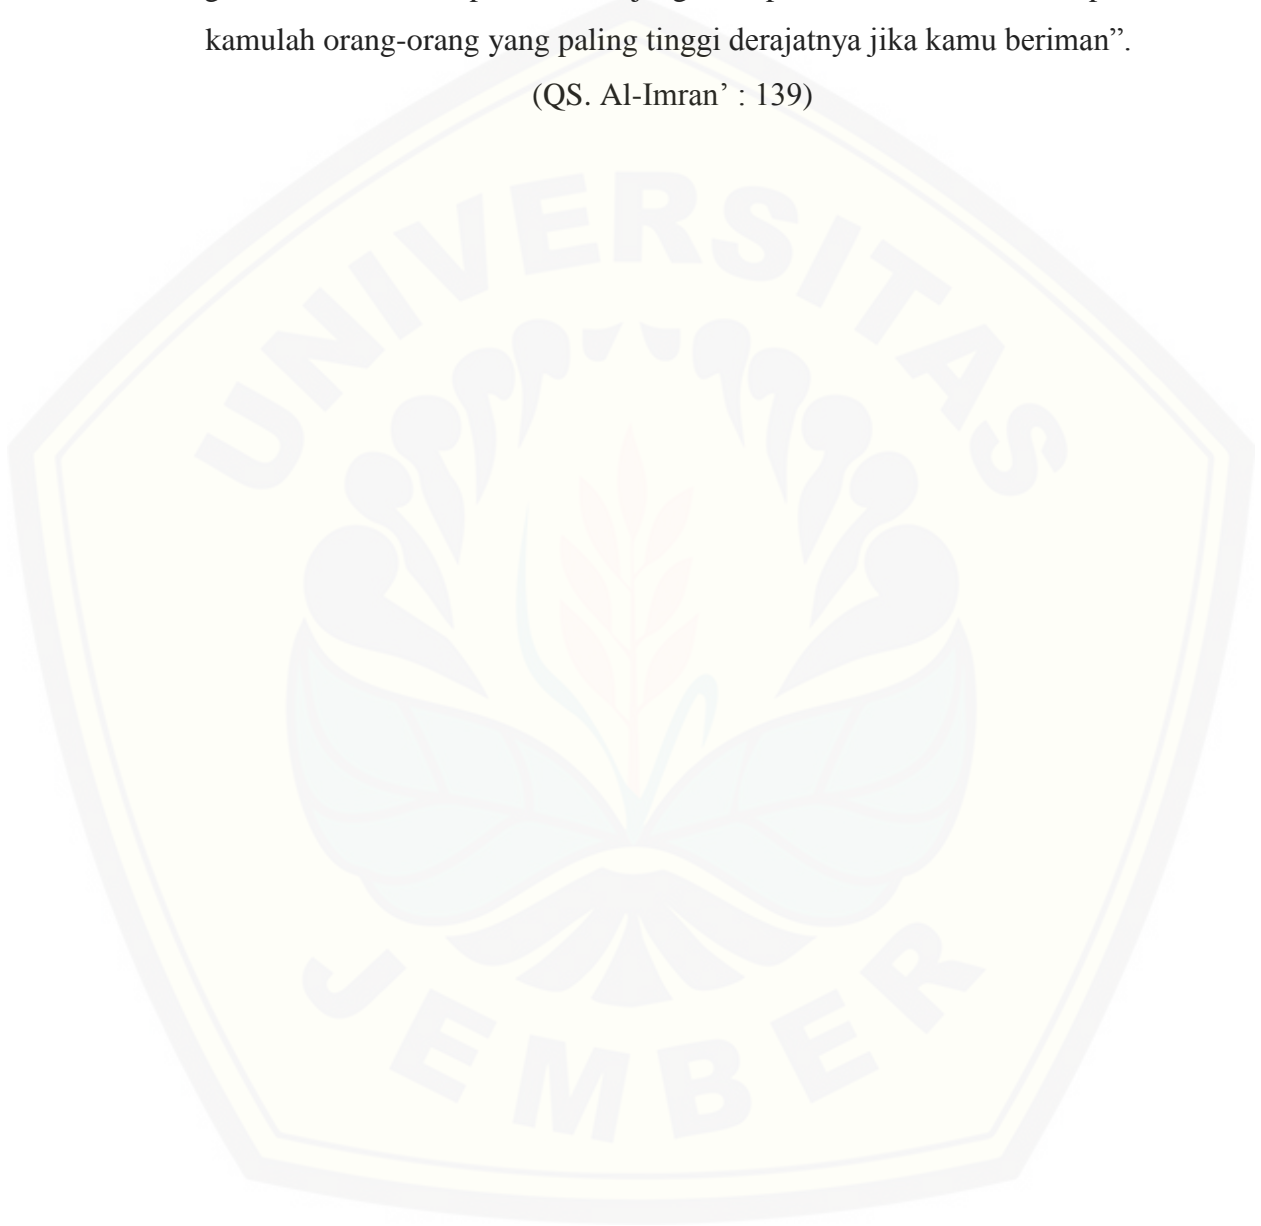 kamulah orang-orang yang paling tinggi derajatnya jika kamu beriman”.
(QS. Al-Imran’ : 139)
UNIVERSITAS
JEMBER